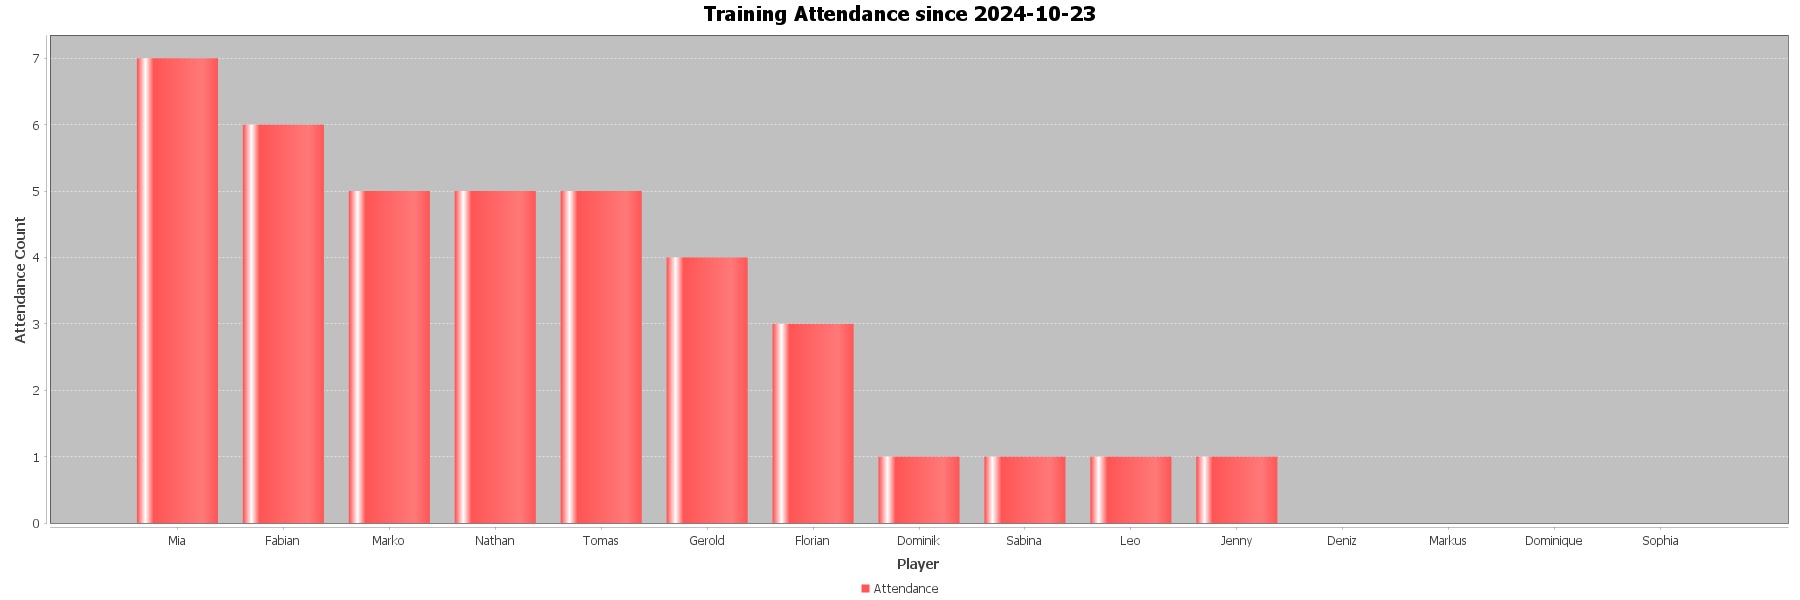 Training Attendance since 2024-10-23
7
6
5
4
3
2
1
0
Attendance Count
Mia Fabian Marko Nathan Tomas Gerold Florian Dominik Sabina Leo Jenny Deniz Markus Dominique Sophia
Player
Attendance